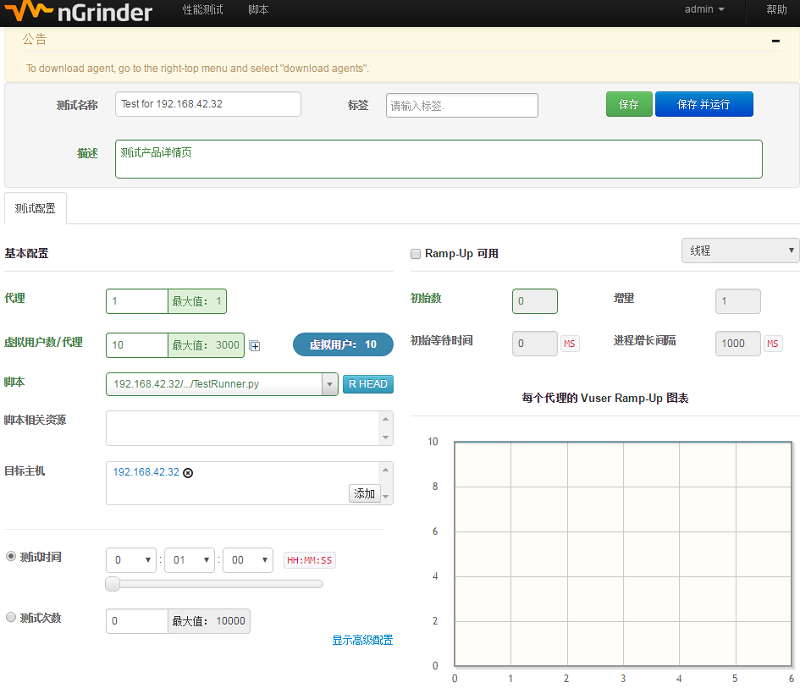 nGrinder 性能测试 脚本 admin 帮助
公告
To download agent, go to the right-top menu and select "download agents".
测试名称 Test for 192.168.42.32 标签 请输入标签. 保存 保存 并运行
描述 测试产品详情页
测试配置
基本配置 Ramp-Up 可用 线程
代理 1 最大值： 1 初始数 0 增量 1
虚拟用户数/代理 10 最大值： 3000 虚拟用户： 10 初始等待时间 0 MS 进程增长间隔 1000 MS
脚本 192.168.42.32/.../TestRunner.py R HEAD
每个代理的 Vuser Ramp-Up 图表
脚本相关资源
目标主机 192.168.42.32
添加
测试时间 0 : 01 : 00 HH:MM:SS
测试次数 0 最大值： 10000
显示高级配置
10
8
6
4
2
0
0 1 2 3 4 5 6